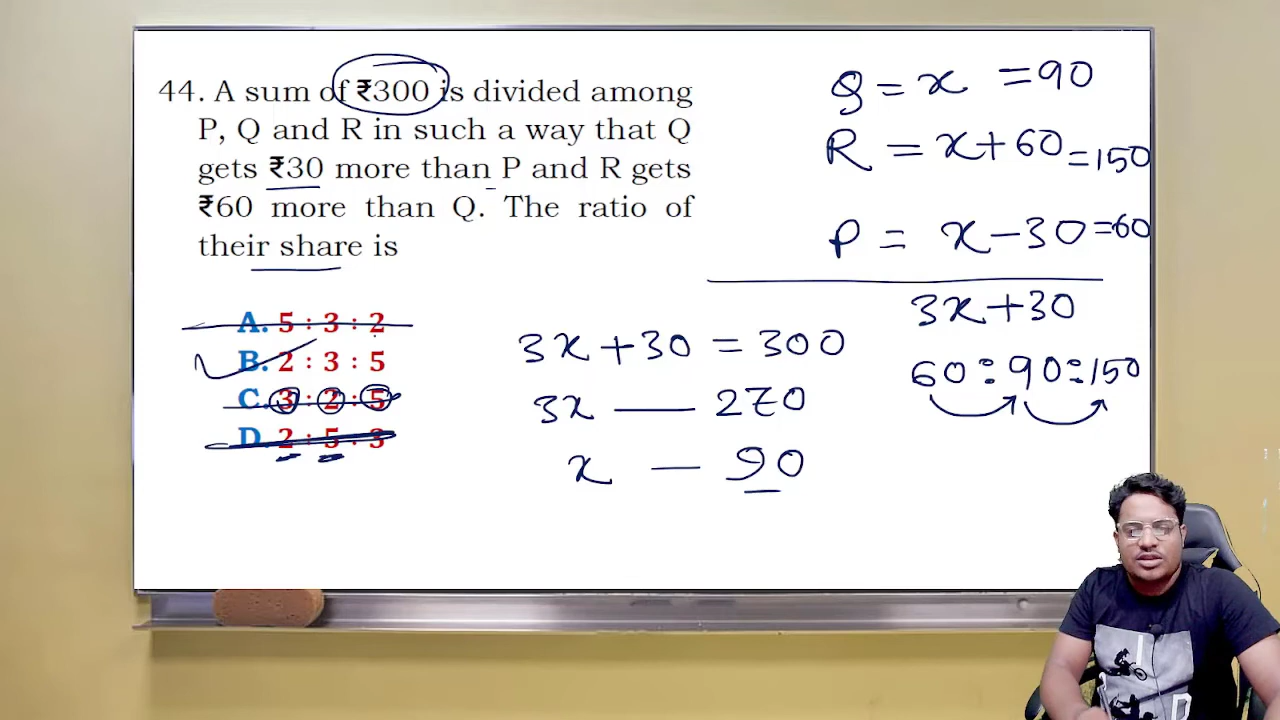 44. A sum of ₹300 is divided among
P, Q and R in such a way that Q
gets ₹30 more than P and R gets
₹60 more than Q. The ratio of
their share is
A. 5 : 3 : 2
B. 2 : 3 : 5
C. 3 : 2 : 5
D. 2 : 5 : 3
Q = x = 90
R = x+60 = 150
P = x-30 = 60
3x+30
3x+30 = 300
3x — 270
x — 90
60:90:150